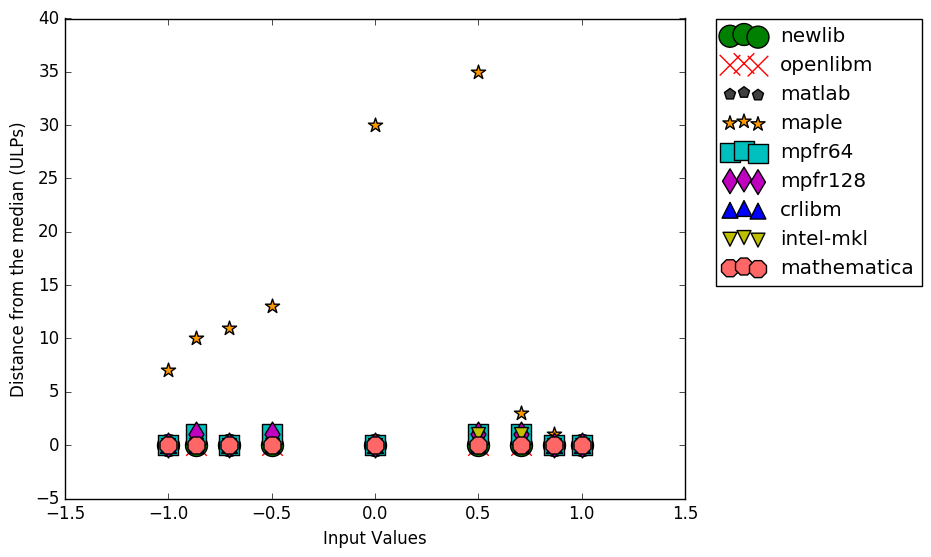 40
35
30
25
20
15
10
5
0
−5
Distance from the median (ULPs)
−1.5 −1.0 −0.5 0.0 0.5 1.0 1.5
Input Values
newlib
openlibm
matlab
maple
mpfr64
mpfr128
crlibm
intel-mkl
mathematica